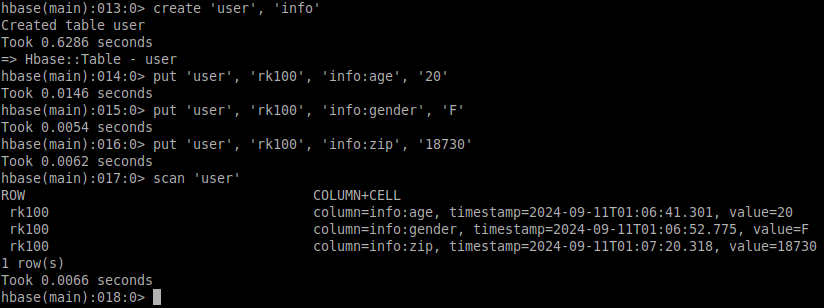 hbase(main):013:0> create 'user', 'info'
Created table user
Took 0.6286 seconds
=> Hbase::Table - user
hbase(main):014:0> put 'user', 'rk100', 'info:age', '20'
Took 0.0146 seconds
hbase(main):015:0> put 'user', 'rk100', 'info:gender', 'F'
Took 0.0054 seconds
hbase(main):016:0> put 'user', 'rk100', 'info:zip', '18730'
Took 0.0062 seconds
hbase(main):017:0> scan 'user'
ROW COLUMN+CELL
rk100 column=info:age, timestamp=2024-09-11T01:06:41.301, value=20
rk100 column=info:gender, timestamp=2024-09-11T01:06:52.775, value=F
rk100 column=info:zip, timestamp=2024-09-11T01:07:20.318, value=18730
1 row(s)
Took 0.0066 seconds
hbase(main):018:0>